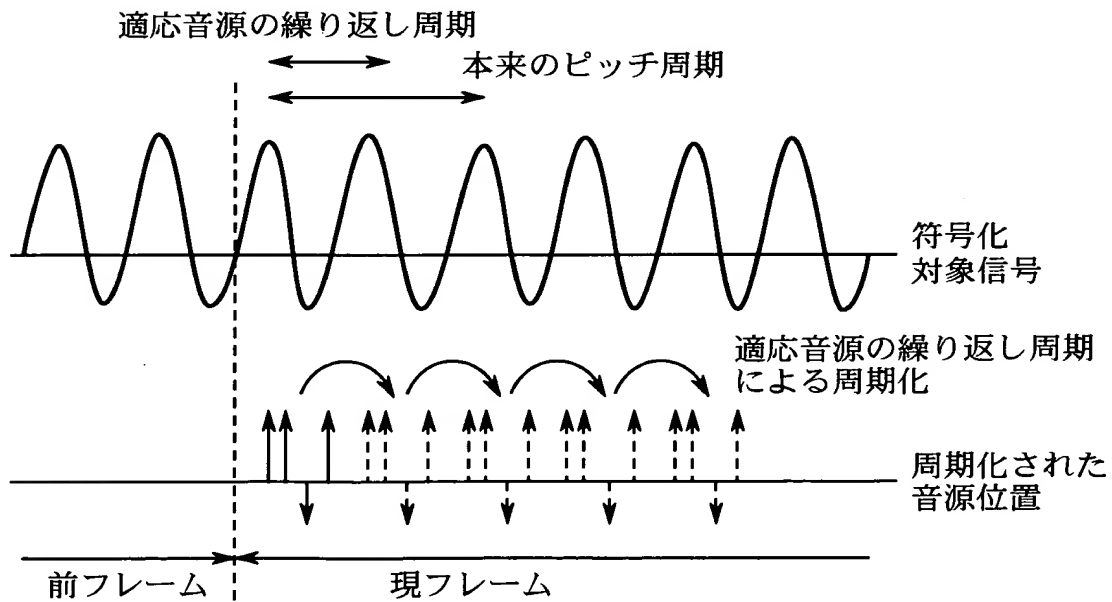 適応音源の繰り返し周期
本来のピッチ周期
符号化
対象信号
適応音源の繰り返し周期
による周期化
周期化された
音源位置
前フレーム
現フレーム